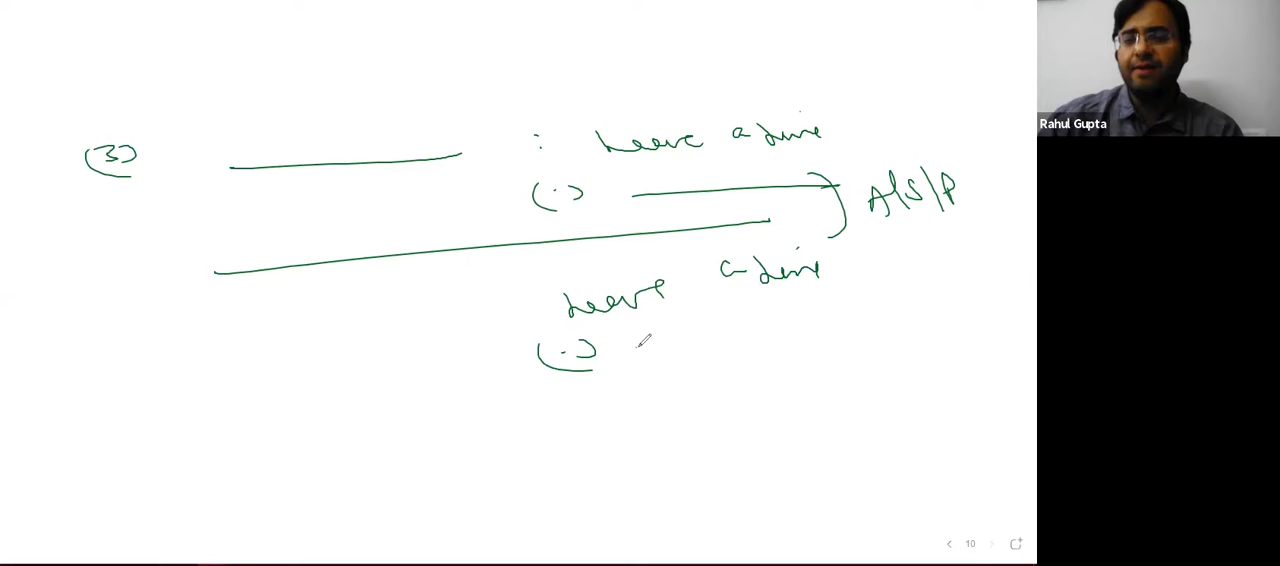 (3) : Leave a Line
(.) A/S/P
Leave a Line
(.)
Rahul Gupta
10